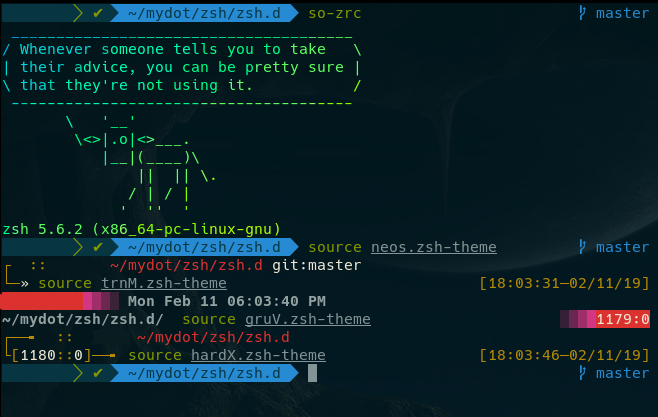 ✔ ~/mydot/zsh/zsh.d so-zrc master
______________________________________
/ Whenever someone tells you to take \
| their advice, you can be pretty sure |
\ that they're not using it. /
--------------------------------------
\ '__'
\<>|.o|<>___.
|__|(____)\
|| || \.
/ | / |
' '' '
zsh 5.6.2 (x86_64-pc-linux-gnu)
✔ ~/mydot/zsh/zsh.d source neos.zsh-theme master
┌ :: ~/mydot/zsh/zsh.d git:master
└─» source trnM.zsh-theme [18:03:31—02/11/19]
Mon Feb 11 06:03:40 PM
~/mydot/zsh/zsh.d/ source gruV.zsh-theme 1179:0
┌──╸ :: ~/mydot/zsh/zsh.d
└[1180::0]──╸ source hardX.zsh-theme [18:03:46—02/11/19]
✔ ~/mydot/zsh/zsh.d master